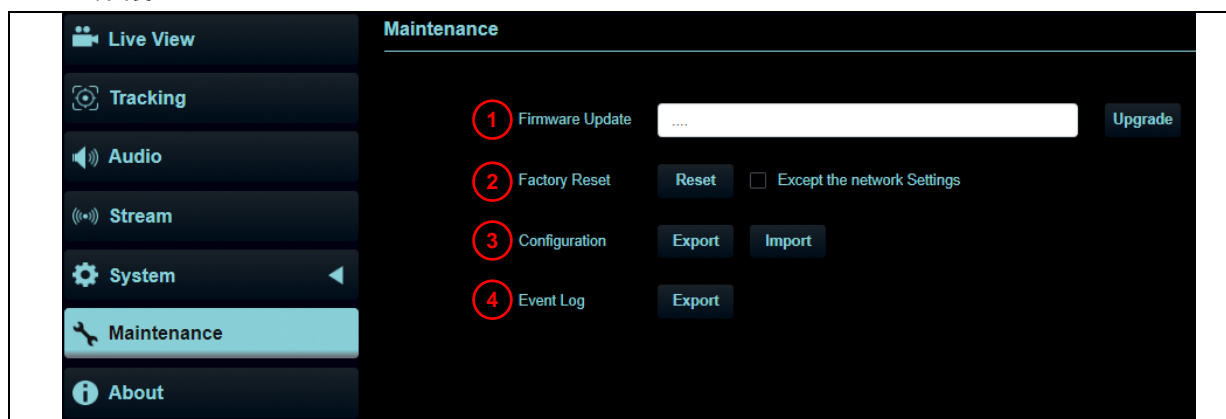 Live View
Tracking
Audio
Stream
System
Maintenance
About
Maintenance
1 Firmware Update .... Upgrade
2 Factory Reset Reset Except the network Settings
3 Configuration Export Import
4 Event Log Export